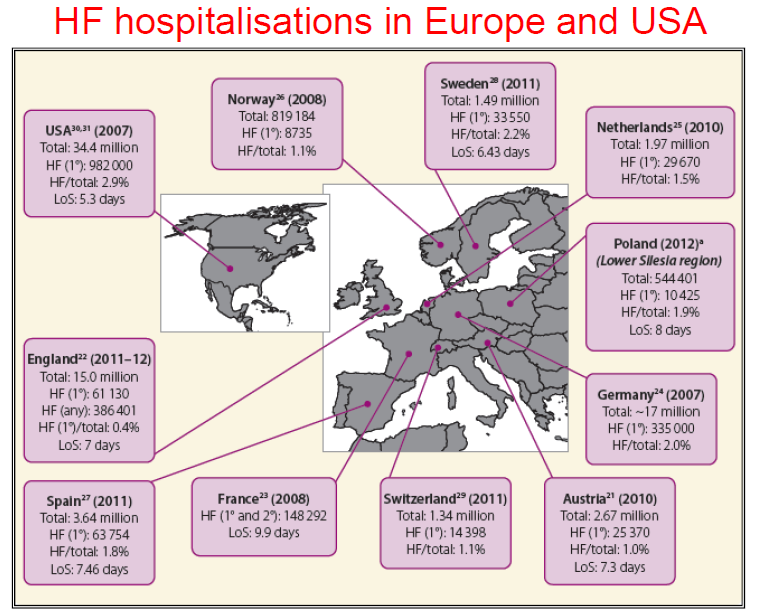 HF hospitalisations in Europe and USA
USA³⁰,³¹ (2007)
Total: 34.4 million
HF (1°): 982 000
HF/total: 2.9%
LoS: 5.3 days
Norway²⁶ (2008)
Total: 819 184
HF (1°): 8735
HF/total: 1.1%
Sweden²⁸ (2011)
Total: 1.49 million
HF (1°): 33 550
HF/total: 2.2%
LoS: 6.43 days
Netherlands²⁵ (2010)
Total: 1.97 million
HF (1°): 29 670
HF/total: 1.5%
Poland (2012)ᵃ
(Lower Silesia region)
Total: 544 401
HF (1°): 10 425
HF/total: 1.9%
LoS: 8 days
England²² (2011–12)
Total: 15.0 million
HF (1°): 61 130
HF (any): 386 401
HF (1°)/total: 0.4%
LoS: 7 days
Germany²⁴ (2007)
Total: ~17 million
HF (1°): 335 000
HF/total: 2.0%
Spain²⁷ (2011)
Total: 3.64 million
HF (1°): 63 754
HF/total: 1.8%
LoS: 7.46 days
France²³ (2008)
HF (1° and 2°): 148 292
LoS: 9.9 days
Switzerland²⁹ (2011)
Total: 1.34 million
HF (1°): 14 398
HF/total: 1.1%
Austria²¹ (2010)
Total: 2.67 million
HF (1°): 25 370
HF/total: 1.0%
LoS: 7.3 days